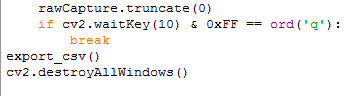 rawCapture.truncate(0)
if cv2.waitKey(10) & 0xFF == ord('q'):
break
export_csv()
cv2.destroyAllWindows()